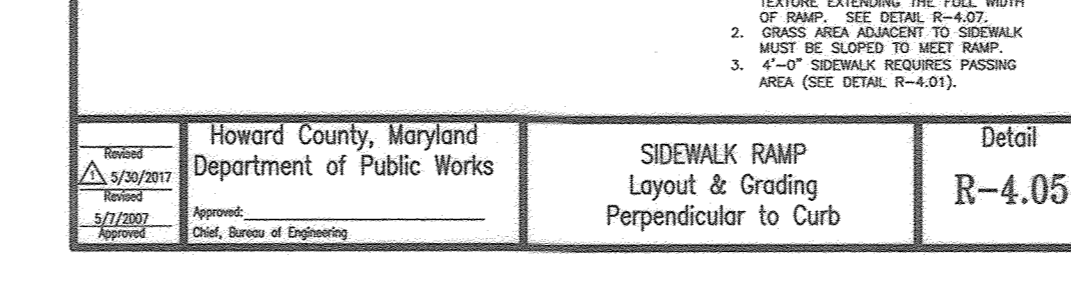 TEXTURE EXTENDING THE FULL WIDTH
OF RAMP. SEE DETAIL R-4.07.
2. GRASS AREA ADJACENT TO SIDEWALK
MUST BE SLOPED TO MEET RAMP.
3. 4'-0" SIDEWALK REQUIRES PASSING
AREA (SEE DETAIL R-4.01).
Revised
1 5/30/2017
Revised
5/7/2007
Approved
Howard County, Maryland
Department of Public Works
Approved:
Chief, Bureau of Engineering
SIDEWALK RAMP
Layout & Grading
Perpendicular to Curb
Detail
R-4.05